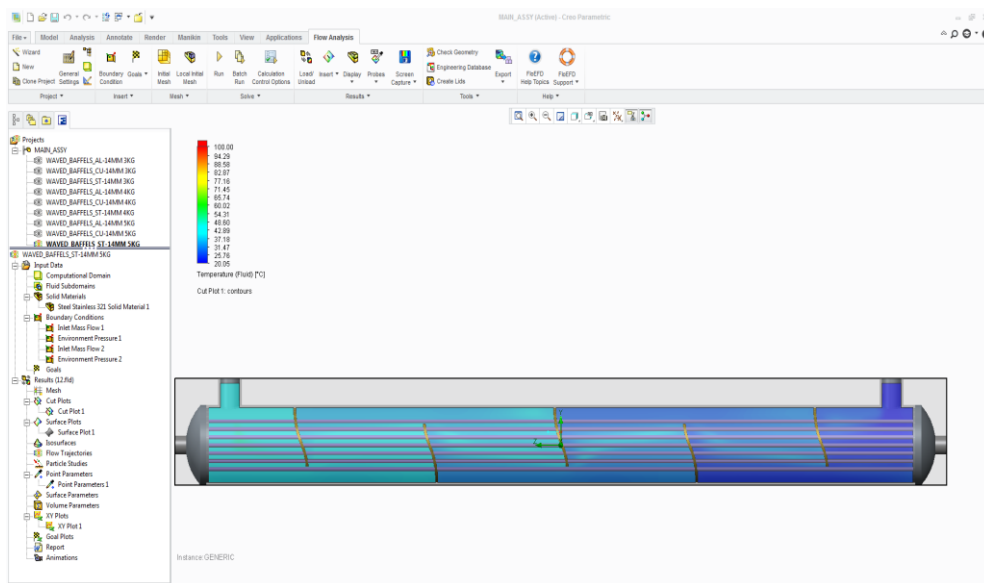 MAIN_ASSY (Active) - Creo Parametric
File Model Analysis Annotate Render Manikin Tools View Applications Flow Analysis
Wizard
New
Clone Project
General Settings
Boundary Condition
Goals
Initial Mesh
Local Initial Mesh
Run
Batch Run
Calculation Control Options
Load/Unload
Insert
Display
Probes
Screen Capture
Check Geometry
Engineering Database
Create Lids
Export
FloEFD Help Topics
FloEFD Support
Project Insert Mesh Solve Results Tools Help
Projects
MAIN_ASSY
WAVED_BAFFELS_AL-14MM 3KG
WAVED_BAFFELS_CU-14MM 3KG
WAVED_BAFFELS_ST-14MM 3KG
WAVED_BAFFELS_AL-14MM 4KG
WAVED_BAFFELS_CU-14MM 4KG
WAVED_BAFFELS_ST-14MM 4KG
WAVED_BAFFELS_AL-14MM 5KG
WAVED_BAFFELS_CU-14MM 5KG
WAVED_BAFFELS_ST-14MM 5KG
WAVED_BAFFELS_ST-14MM 5KG
Input Data
Computational Domain
Fluid Subdomains
Solid Materials
Steel Stainless 321 Solid Material 1
Boundary Conditions
Inlet Mass Flow 1
Environment Pressure 1
Inlet Mass Flow 2
Environment Pressure 2
Goals
Results (12.fld)
Mesh
Cut Plots
Cut Plot 1
Surface Plots
Surface Plot 1
Isosurfaces
Flow Trajectories
Particle Studies
Point Parameters
Point Parameters 1
Surface Parameters
Volume Parameters
XY Plots
XY Plot 1
Goal Plots
Report
Animations
100.00
94.29
88.58
82.87
77.16
71.45
65.74
60.02
54.31
48.60
42.89
37.18
31.47
25.76
20.05
Temperature (Fluid) [°C]
Cut Plot 1: contours
Y
Z
Instance:GENERIC